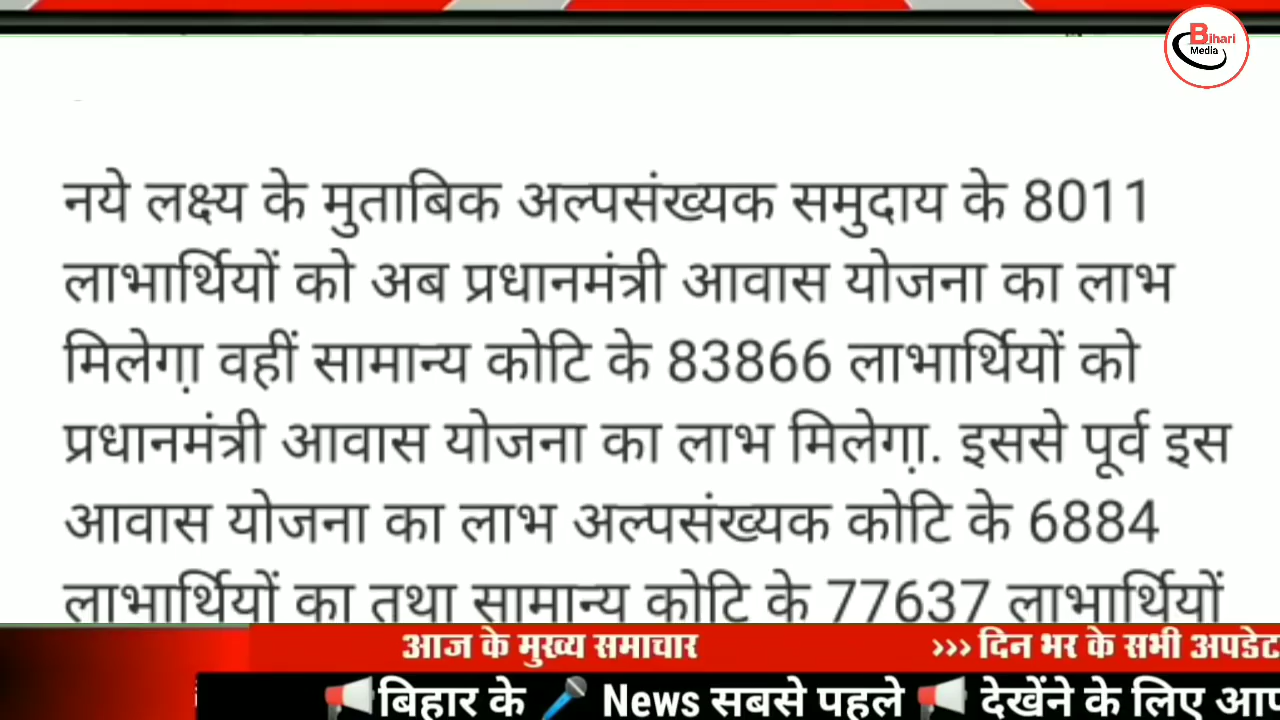 Bihari
Media
नये लक्ष्य के मुताबिक अल्पसंख्यक समुदाय के 8011
लाभार्थियों को अब प्रधानमंत्री आवास योजना का लाभ
मिलेगा़ वहीं सामान्य कोटि के 83866 लाभार्थियों को
प्रधानमंत्री आवास योजना का लाभ मिलेगा़. इससे पूर्व इस
आवास योजना का लाभ अल्पसंख्यक कोटि के 6884
लाभार्थियों का तथा सामान्य कोटि के 77637 लाभार्थियों
आज के मुख्य समाचार >>> दिन भर के सभी अपडेट
बिहार के News सबसे पहले देखेंने के लिए